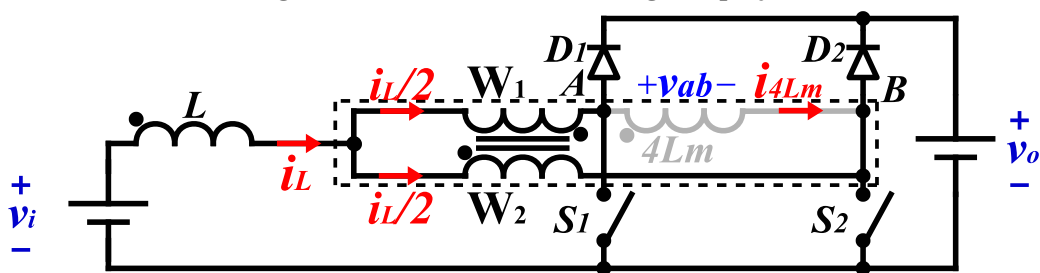 D1
D2
iL/2
W1
A
+vab−
i4Lm
B
L
4Lm
iL
+
vo
−
+
vi
−
iL/2
W2
S1
S2